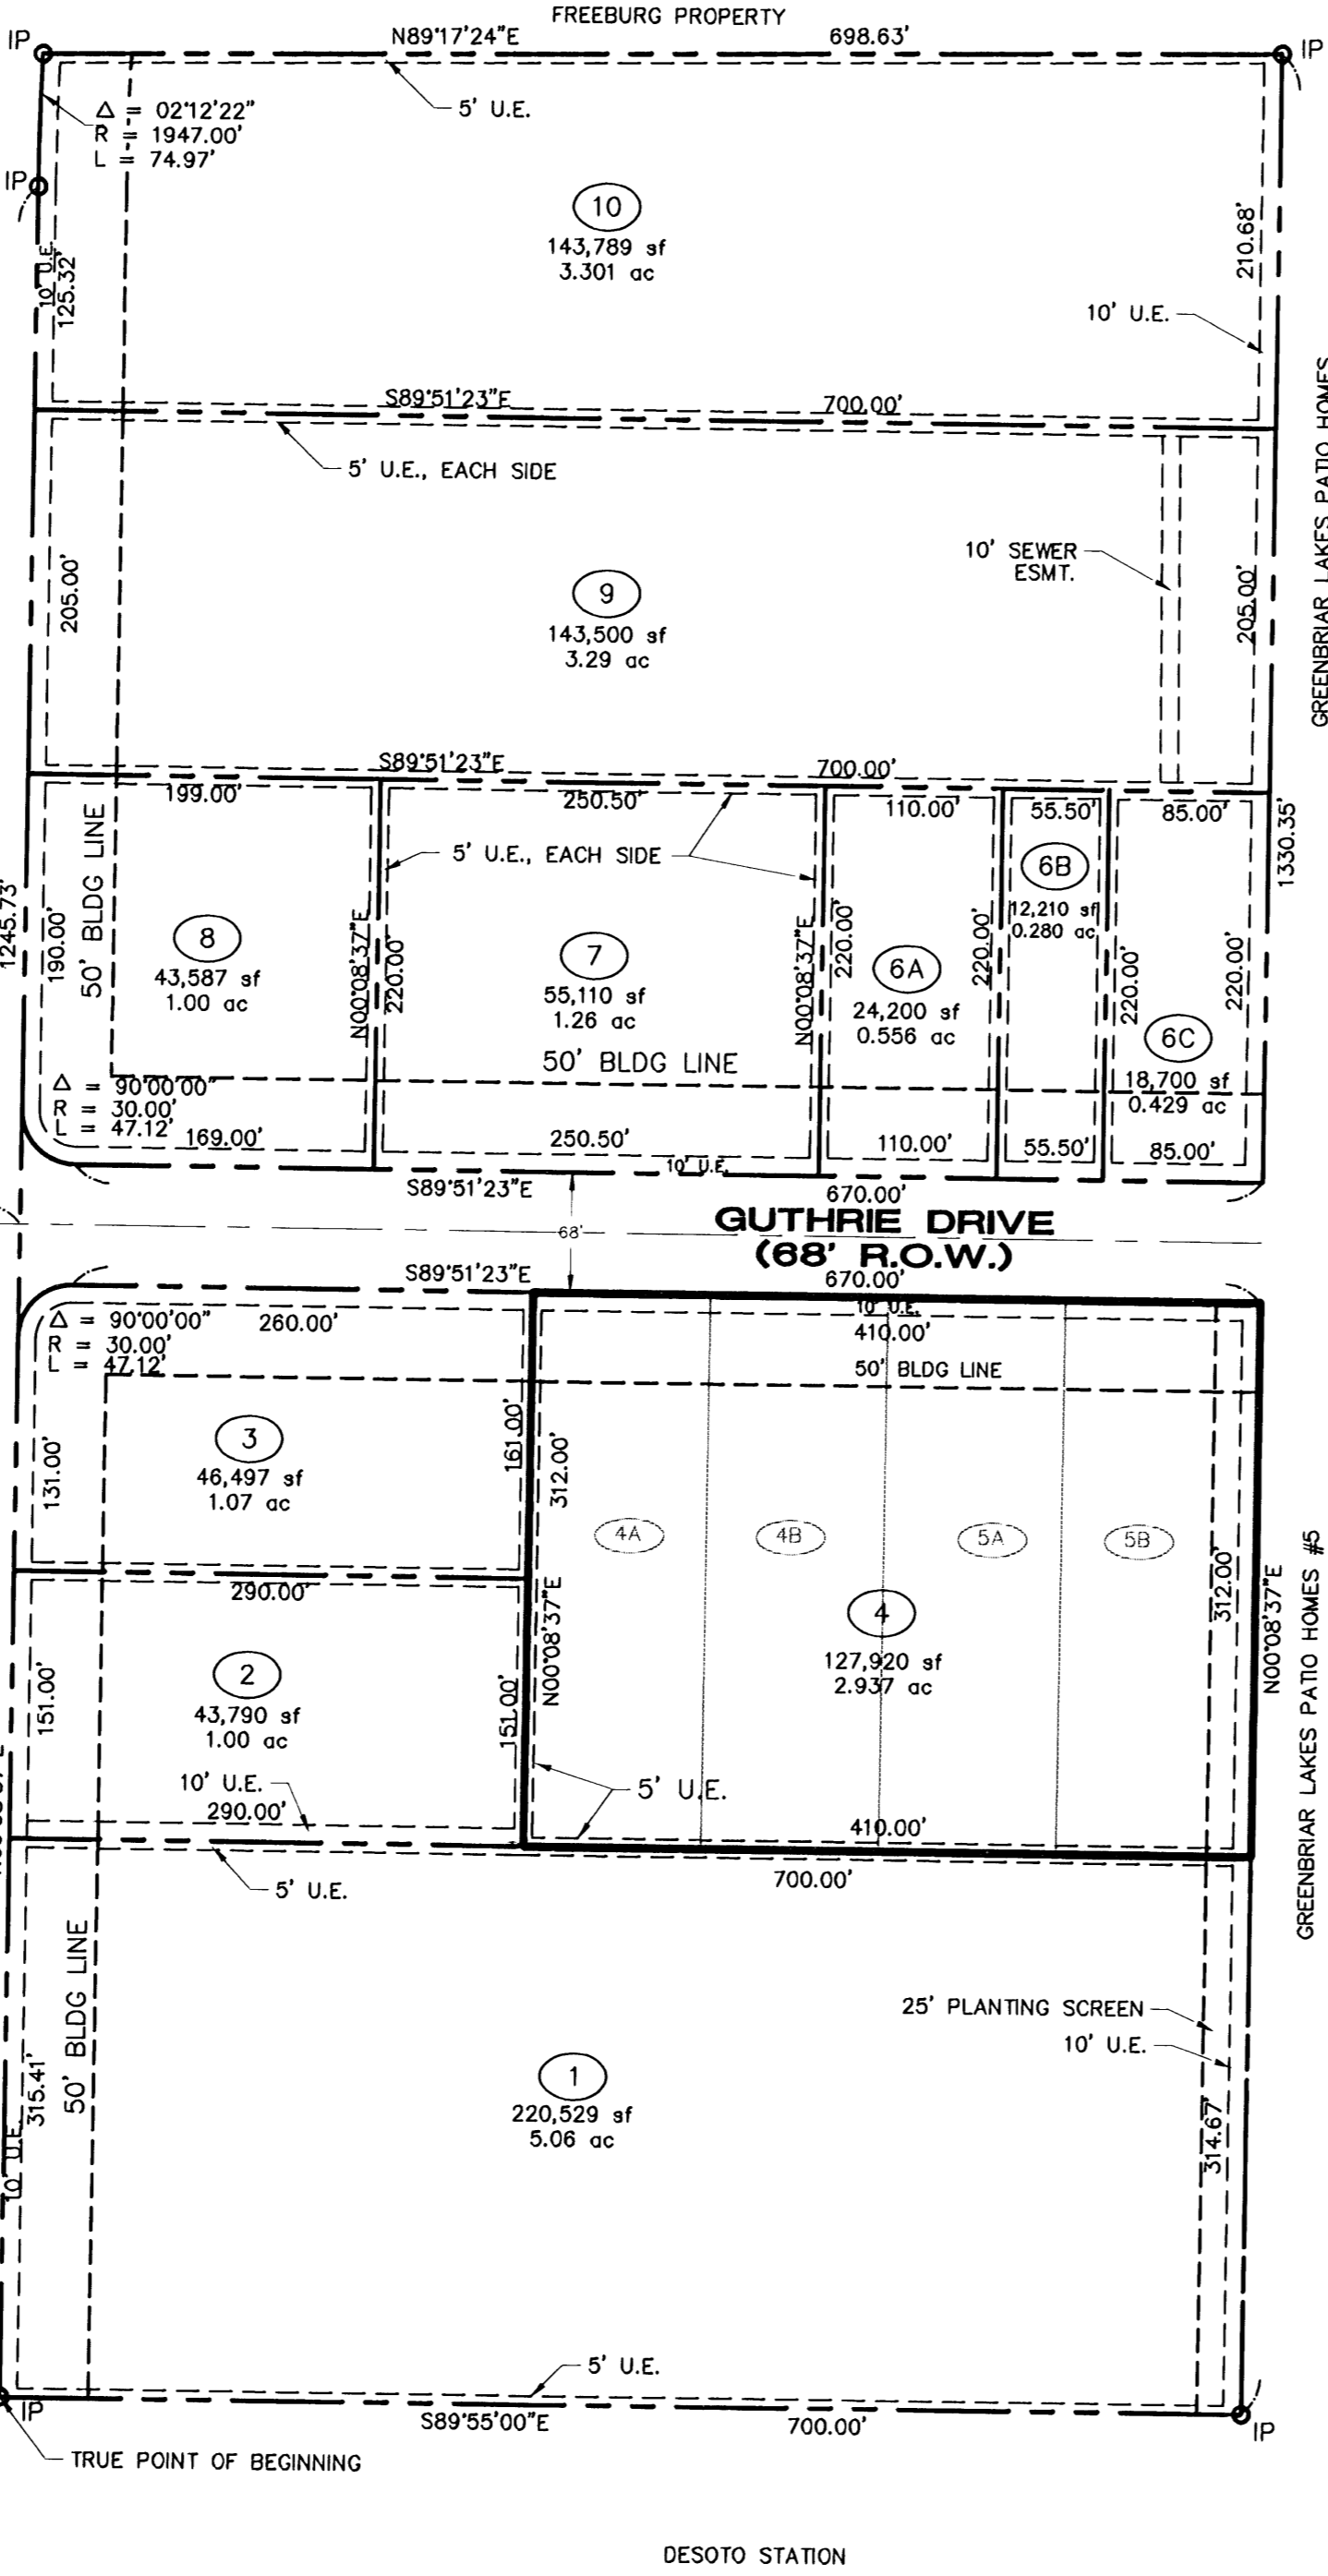 FREEBURG PROPERTY
IP
N89°17'24"E
698.63'
IP
5' U.E.
Δ = 02°12'22"
R = 1947.00'
L = 74.97'
IP
10' U.E.
125.32'
10
143,789 sf
3.301 ac
210.68'
10' U.E.
S89°51'23"E
700.00'
5' U.E., EACH SIDE
GREENBRIAR LAKES PATIO HOMES
205.00'
9
143,500 sf
3.29 ac
10' SEWER
ESMT.
205.00'
S89°51'23"E
700.00'
199.00'
250.50'
110.00'
55.50'
85.00'
1330.35'
5' U.E., EACH SIDE
1245.73'
190.00'
50' BLDG LINE
8
43,587 sf
1.00 ac
N00°08'37"E
220.00'
7
55,110 sf
1.26 ac
N00°08'37"E
220.00'
6A
24,200 sf
0.556 ac
220.00'
6B
12,210 sf
0.280 ac
220.00'
6C
18,700 sf
0.429 ac
220.00'
50' BLDG LINE
Δ = 90°00'00"
R = 30.00'
L = 47.12'
169.00'
250.50'
110.00'
55.50'
85.00'
10' U.E.
S89°51'23"E
670.00'
68'
GUTHRIE DRIVE
(68' R.O.W.)
S89°51'23"E
670.00'
10' U.E.
Δ = 90°00'00"
R = 30.00'
L = 47.12'
260.00'
410.00'
50' BLDG LINE
131.00'
3
46,497 sf
1.07 ac
161.00'
312.00'
4A
4B
5A
5B
312.00'
N00°08'37"E
GREENBRIAR LAKES PATIO HOMES #5
290.00'
N00°08'37"E
4
127,920 sf
2.937 ac
151.00'
2
43,790 sf
1.00 ac
151.00'
10' U.E.
290.00'
5' U.E.
410.00'
700.00'
5' U.E.
50' BLDG LINE
315.41'
10' U.E.
25' PLANTING SCREEN
10' U.E.
314.67'
1
220,529 sf
5.06 ac
5' U.E.
IP
S89°55'00"E
700.00'
IP
TRUE POINT OF BEGINNING
DESOTO STATION